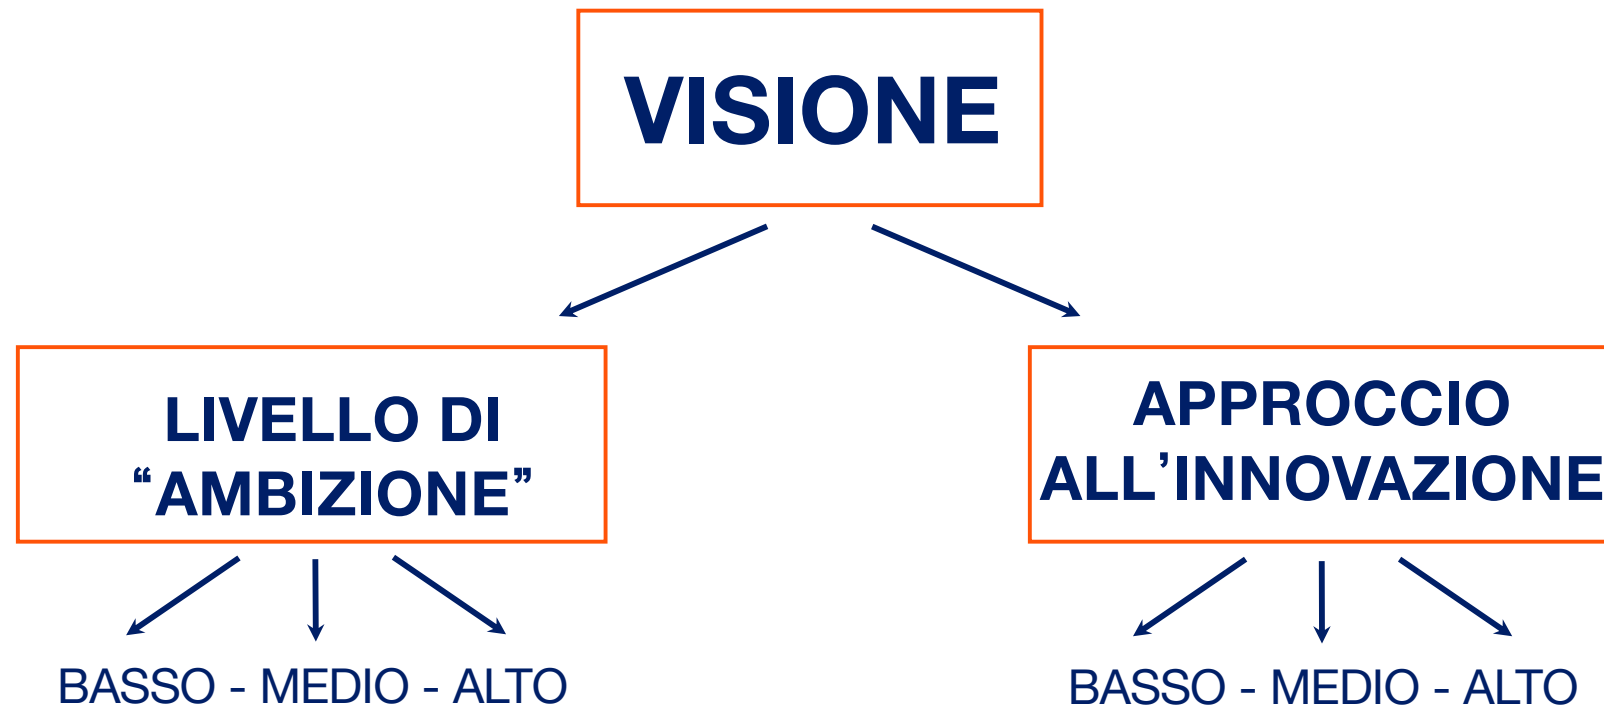 VISIONE
LIVELLO DI
“AMBIZIONE”
APPROCCIO
ALL’INNOVAZIONE
BASSO - MEDIO - ALTO
BASSO - MEDIO - ALTO